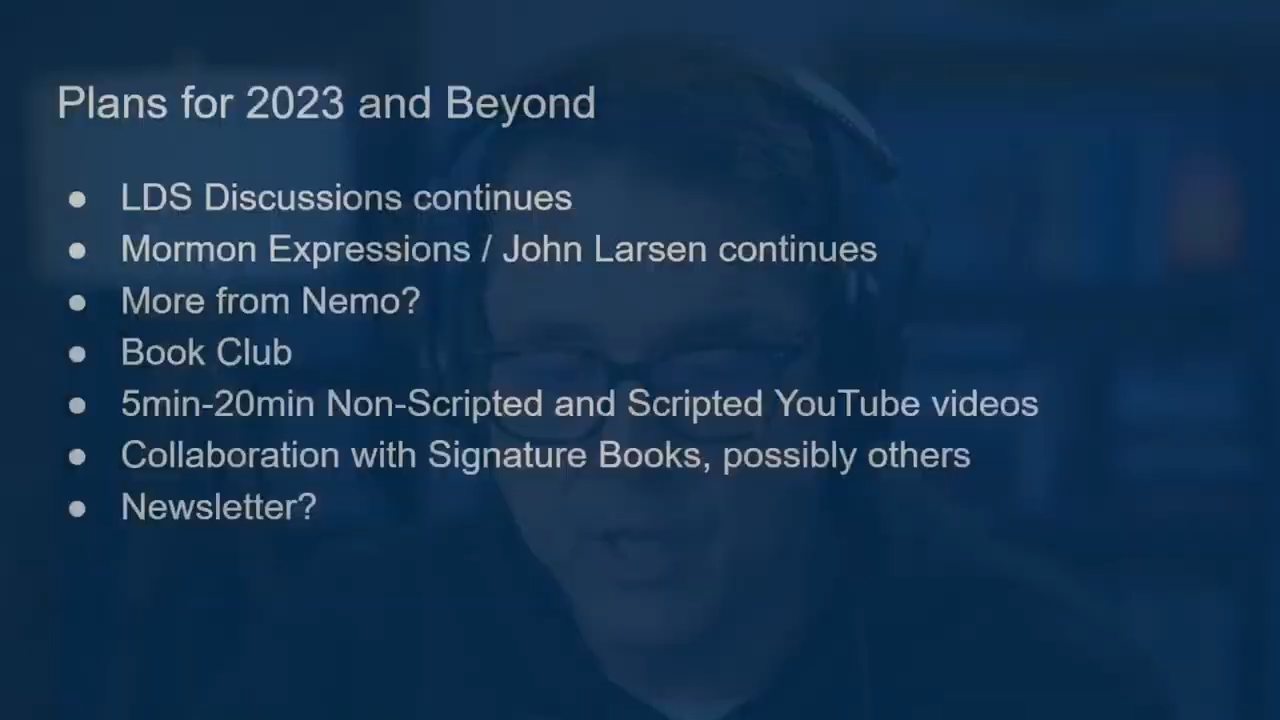 Plans for 2023 and Beyond
● LDS Discussions continues
● Mormon Expressions / John Larsen continues
● More from Nemo?
● Book Club
● 5min-20min Non-Scripted and Scripted YouTube videos
● Collaboration with Signature Books, possibly others
● Newsletter?